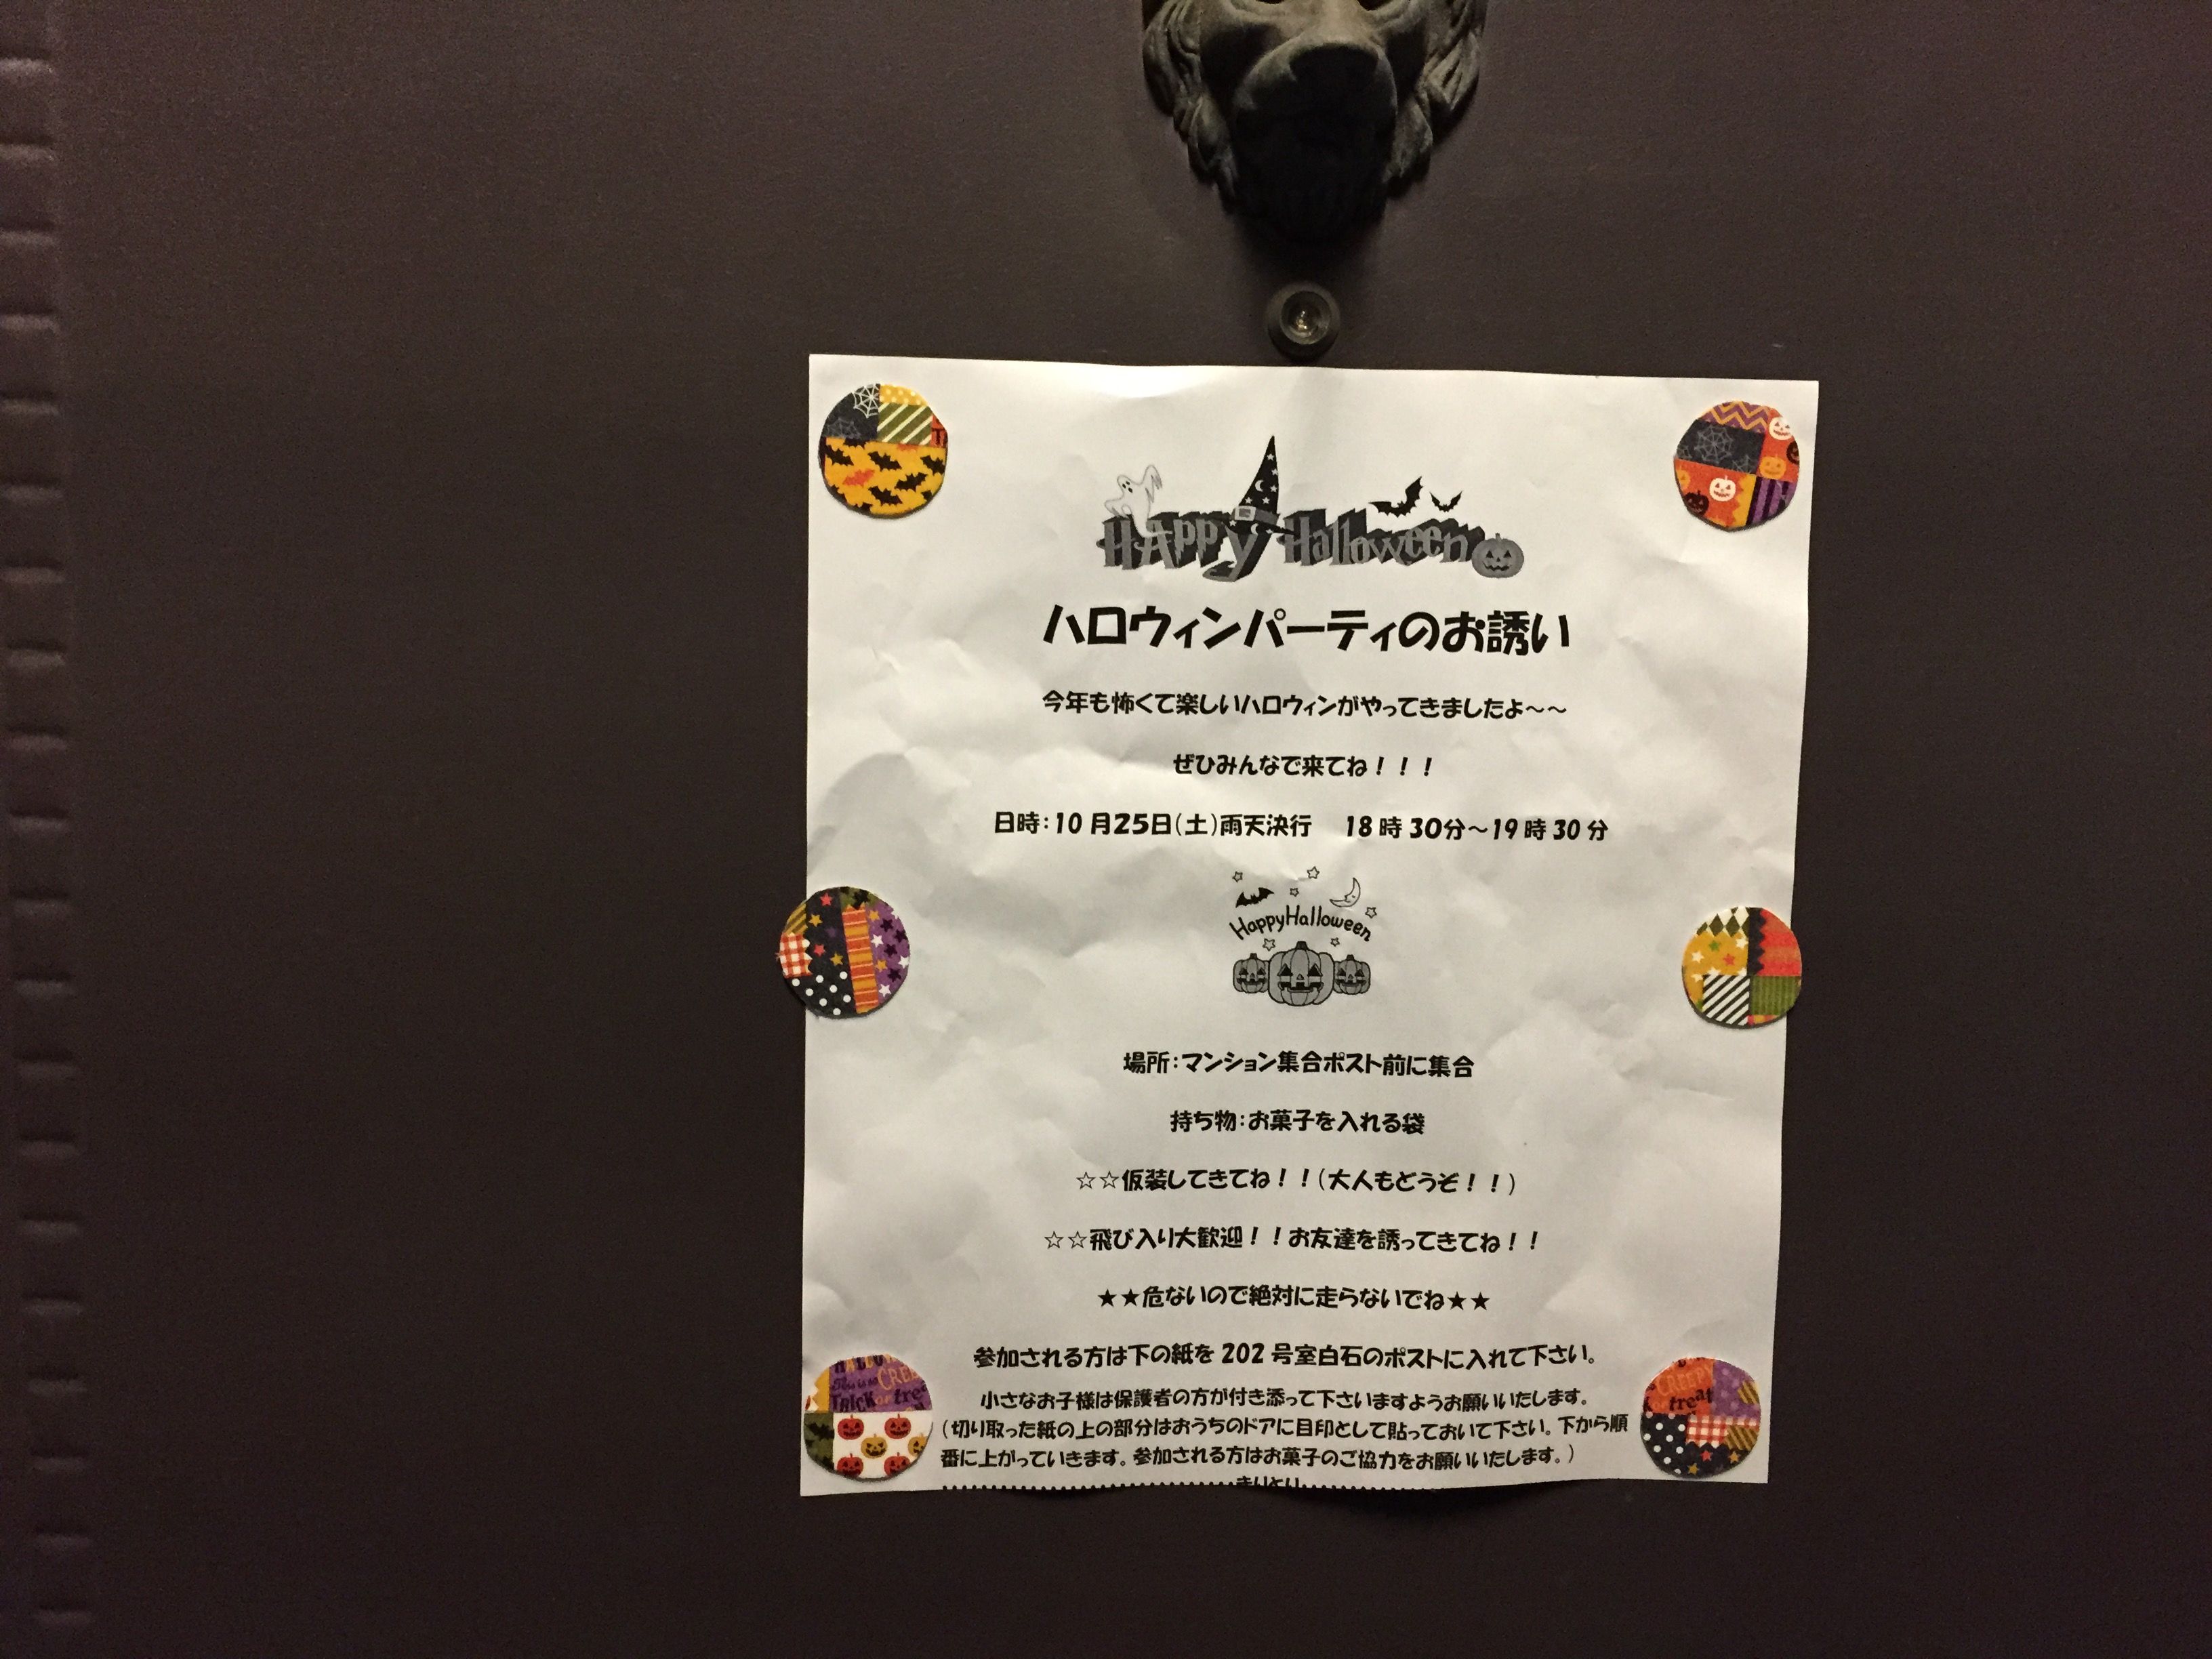 Happy Halloween
ハロウィンパーティのお誘い
今年も怖くて楽しいハロウィンがやってきましたよ～～
ぜひみんなで来てね！！！
日時：10月25日（土）雨天決行　18時30分～19時30分
HappyHalloween
場所：マンション集合ポスト前に集合
持ち物：お菓子を入れる袋
☆☆仮装してきてね！！（大人もどうぞ！！）
☆☆飛び入り大歓迎！！お友達を誘ってきてね！！
★★危ないので絶対に走らないでね★★
参加される方は下の紙を202号室白石のポストに入れて下さい。
小さなお子様は保護者の方が付き添って下さいますようお願いいたします。
（切り取った紙の上の部分はおうちのドアに目印として貼っておいて下さい。下から順
番に上がっていきます。参加される方はお菓子のご協力をお願いいたします。）
きりとり
TRICK or trea
CREEPY
treat